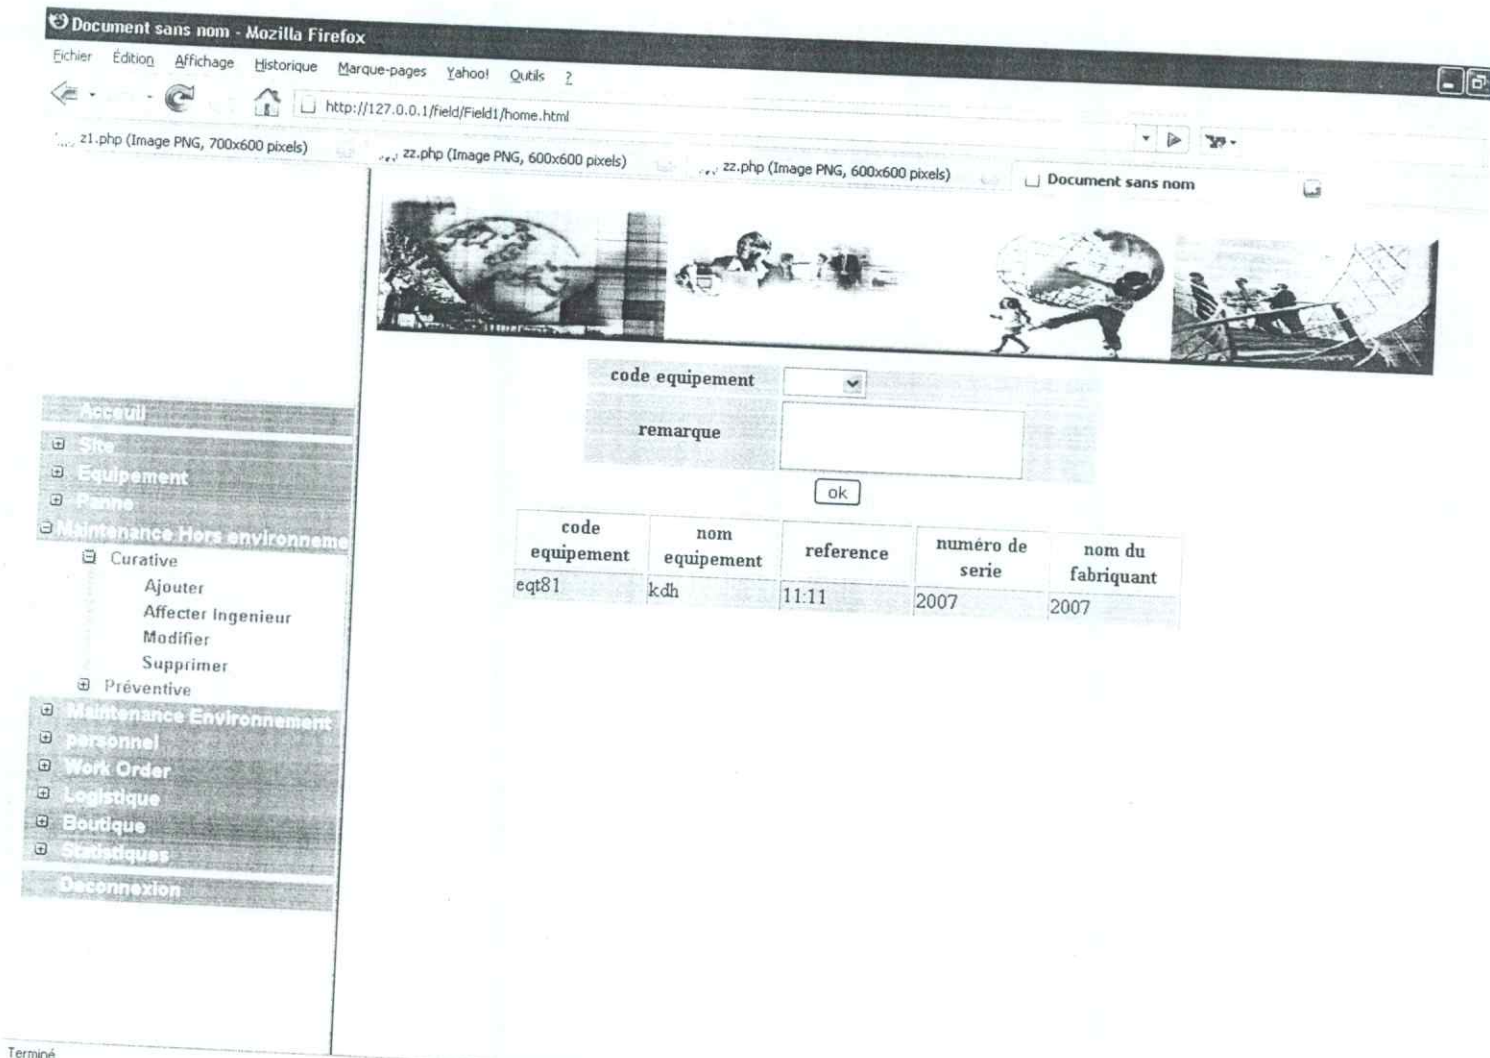 Document sans nom - Mozilla Firefox
Fichier Édition Affichage Historique Marque-pages Yahoo! Outils ?
http://127.0.0.1/field/Field1/home.html
z1.php (Image PNG, 700x600 pixels) zz.php (Image PNG, 600x600 pixels) zz.php (Image PNG, 600x600 pixels) Document sans nom
Acceuil
Site
Equipement
Panne
Maintenance Hors environneme
Curative
Ajouter
Affecter Ingenieur
Modifier
Supprimer
Préventive
Maintenance Environnement
personnel
Work Order
Logistique
Boutique
Statistiques
Deconnexion
code equipement
remarque
ok
code equipement nom equipement reference numéro de serie nom du fabriquant
eqt81 kdh 11:11 2007 2007
Terminé